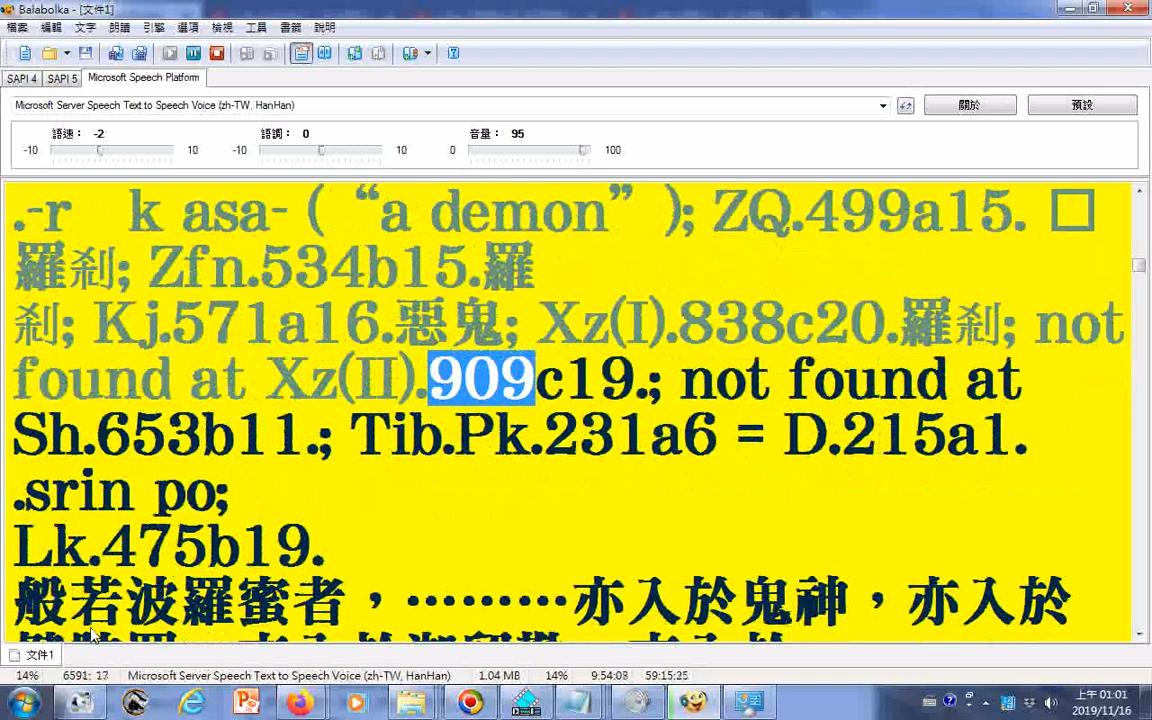 Balabolka - [文件1]
檔案 編輯 文字 朗讀 引擎 選項 檢視 工具 書籤 說明
SAPI 4 SAPI 5 Microsoft Speech Platform
Microsoft Server Speech Text to Speech Voice (zh-TW, HanHan) 關於 預設
語速： -2 語調： 0 音量： 95
-10 10 -10 10 0 100
.-r k asa- (“a demon”); ZQ.499a15. □
羅剎; Zfn.534b15.羅
剎; Kj.571a16.惡鬼; Xz(I).838c20.羅剎; not
found at Xz(II).909c19.; not found at
Sh.653b11.; Tib.Pk.231a6 = D.215a1.
.srin po;
Lk.475b19.
般若波羅蜜者，………亦入於鬼神，亦入於
文件1
14% 6591: 17 Microsoft Server Speech Text to Speech Voice (zh-TW, HanHan) 1.04 MB 14% 9:54:03 59:15:25
上午 01:01
2019/11/16